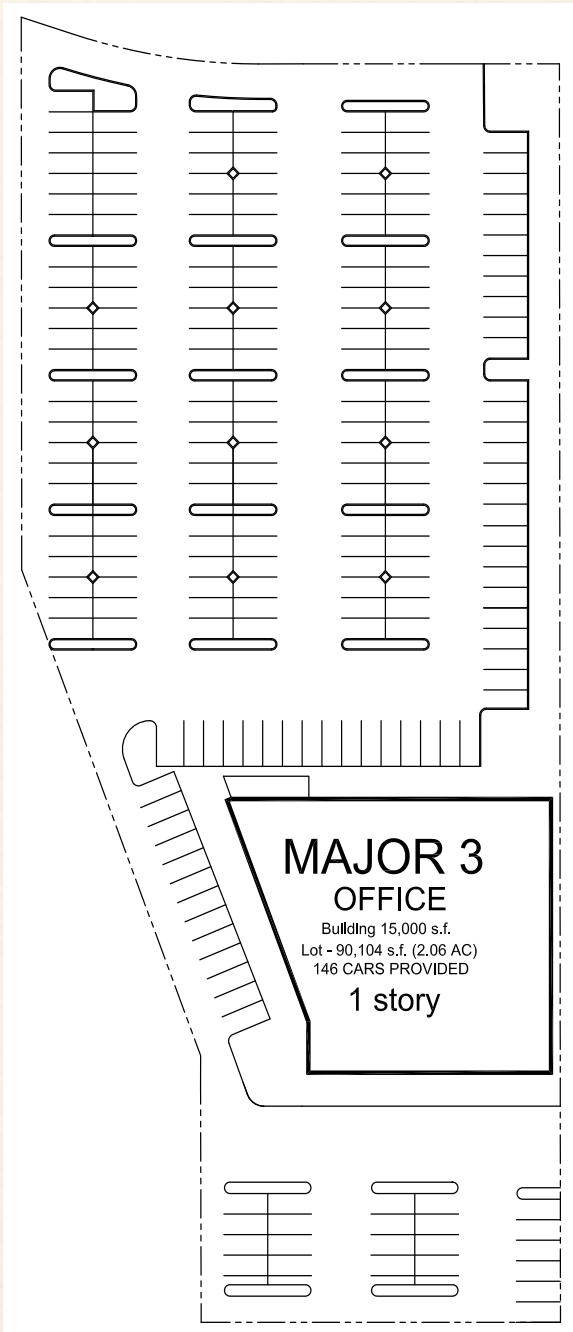 MAJOR 3
OFFICE
Building 15,000 s.f.
Lot - 90,104 s.f. (2.06 AC)
146 CARS PROVIDED
1 story